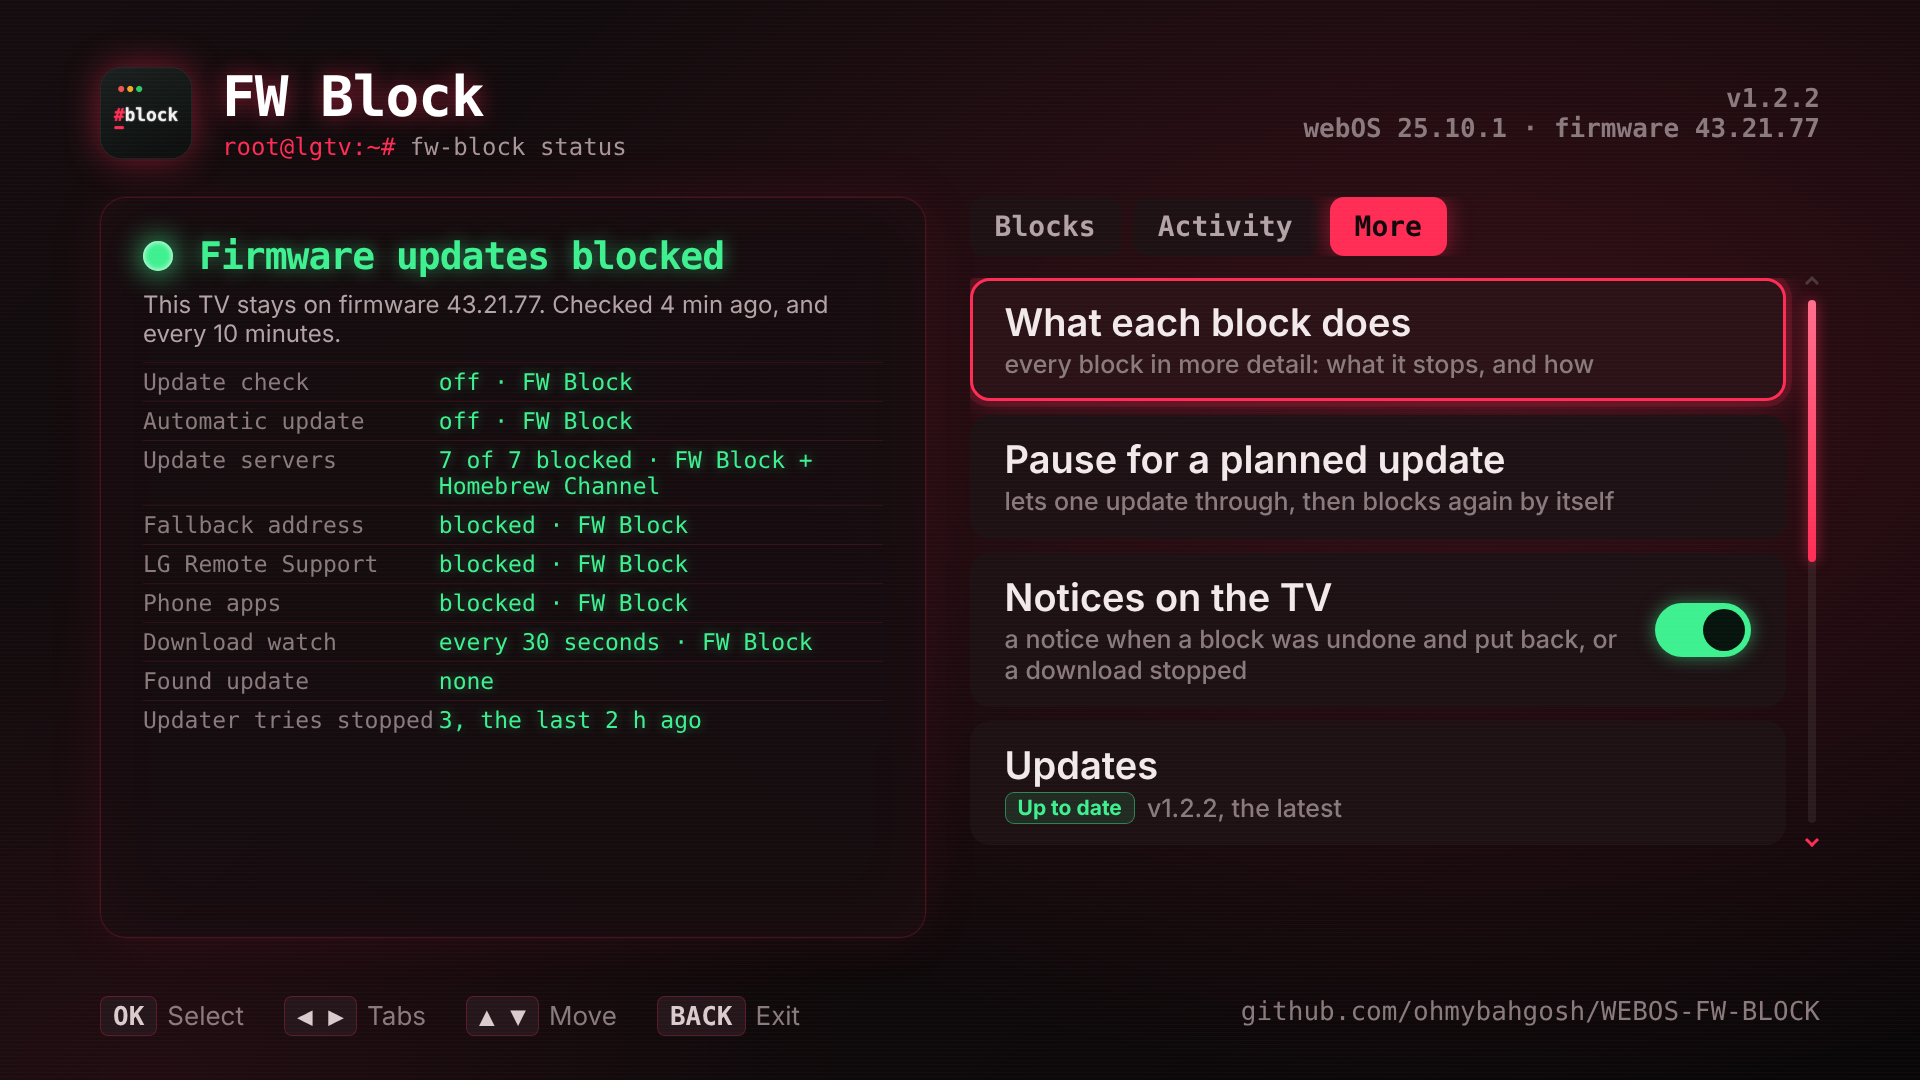 #block
FW Block
root@lgtv:~# fw-block status
v1.2.2
webOS 25.10.1 · firmware 43.21.77
Firmware updates blocked
This TV stays on firmware 43.21.77. Checked 4 min ago, and
every 10 minutes.
Update check off · FW Block
Automatic update off · FW Block
Update servers 7 of 7 blocked · FW Block +
Homebrew Channel
Fallback address blocked · FW Block
LG Remote Support blocked · FW Block
Phone apps blocked · FW Block
Download watch every 30 seconds · FW Block
Found update none
Updater tries stopped 3, the last 2 h ago
Blocks Activity More
What each block does
every block in more detail: what it stops, and how
Pause for a planned update
lets one update through, then blocks again by itself
Notices on the TV
a notice when a block was undone and put back, or
a download stopped
Updates
Up to date v1.2.2, the latest
OK Select ◀ ▶ Tabs ▲ ▼ Move BACK Exit
github.com/ohmybahgosh/WEBOS-FW-BLOCK